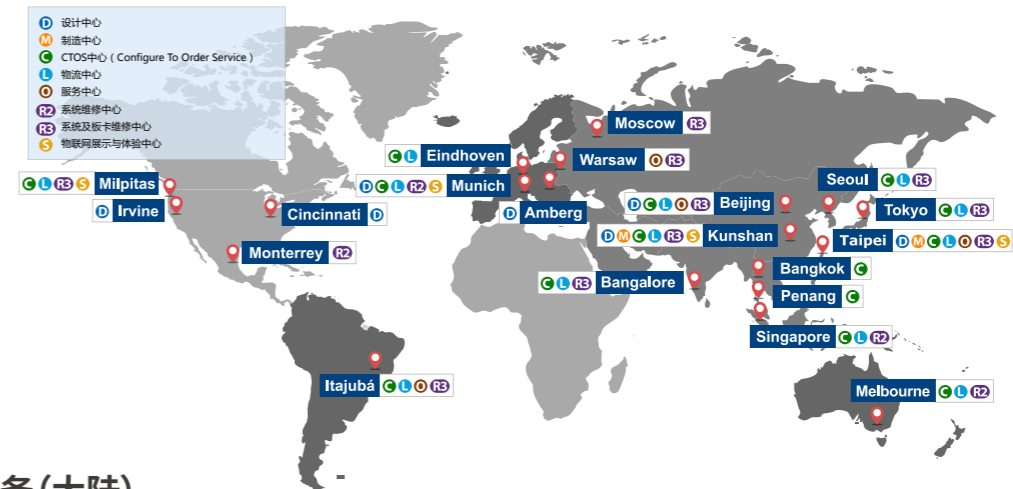 D 设计中心
M 制造中心
C CTOS中心 ( Configure To Order Service )
L 物流中心
O 服务中心
R2 系统维修中心
R3 系统及板卡维修中心
S 物联网展示与体验中心
Moscow R3
C L Eindhoven
Warsaw O R3
C L R3 S Milpitas
D C L R2 S Munich
Seoul C L R3
D Irvine
Cincinnati D
D Amberg
D C L O R3 Beijing
Tokyo C L R3
D M C L R3 S Kunshan
Taipei D M C L O R3 S
Monterrey R2
Bangkok C
C L R3 Bangalore
Penang C
Singapore C L R2
Itajubá C L O R3
Melbourne C L R2
(大陆)